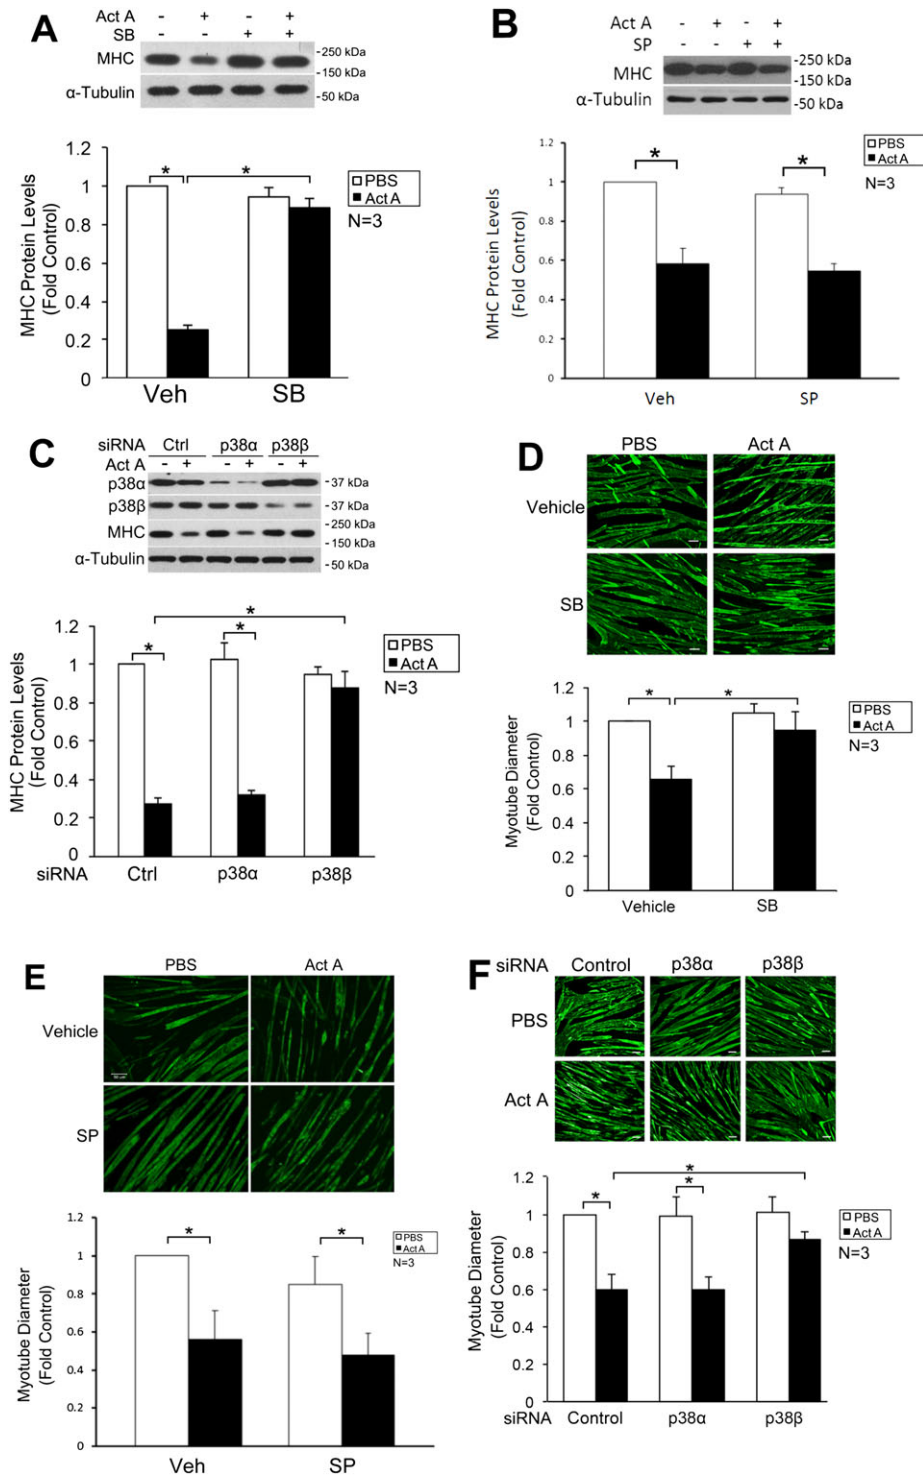 A
Act A - + - +
SB - - + +
MHC
-250 kDa
-150 kDa
α-Tubulin
-50 kDa
MHC Protein Levels
(Fold Control)
1.2
1
0.8
0.6
0.4
0.2
0
* *
PBS
Act A
N=3
Veh SB
B
Act A - + - +
SP - - + +
MHC
-250 kDa
-150 kDa
α-Tubulin
-50 kDa
MHC Protein Levels
(Fold Control)
1.2
1
0.8
0.6
0.4
0.2
0
* *
PBS
Act A
N=3
Veh SP
C
siRNA Ctrl p38α p38β
Act A - + - + - +
p38α -37 kDa
p38β -37 kDa
MHC
-250 kDa
-150 kDa
α-Tubulin
-50 kDa
MHC Protein Levels
(Fold Control)
1.2
1
0.8
0.6
0.4
0.2
0
*
* *
PBS
Act A
N=3
siRNA Ctrl p38α p38β
D
PBS Act A
Vehicle
SB
Myotube Diameter
(Fold Control)
1.2
1
0.8
0.6
0.4
0.2
0
* *
PBS
Act A
N=3
Vehicle SB
E
PBS Act A
Vehicle
SP
Myotube Diameter
(Fold Control)
1.2
1
0.8
0.6
0.4
0.2
0
* *
PBS
Act A
N=3
Veh SP
F
siRNA Control p38α p38β
PBS
Act A
Myotube Diameter
(Fold Control)
1.2
1
0.8
0.6
0.4
0.2
0
*
* *
PBS
Act A
N=3
siRNA Control p38α p38β